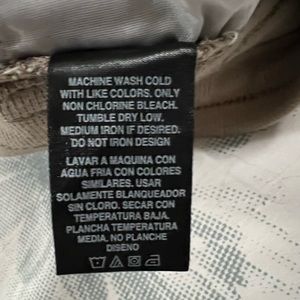 MACHINE WASH COLD
WITH LIKE COLORS. ONLY
NON CHLORINE BLEACH.
TUMBLE DRY LOW.
MEDIUM IRON IF DESIRED.
DO NOT IRON DESIGN
LAVAR A MAQUINA CON
AGUA FRIA CON COLORES
SIMILARES. USAR
SOLAMENTE BLANQUEADOR
SIN CLORO. SECAR CON
TEMPERATURA BAJA.
PLANCHA TEMPERATURA
MEDIA, NO PLANCHE
DISENO